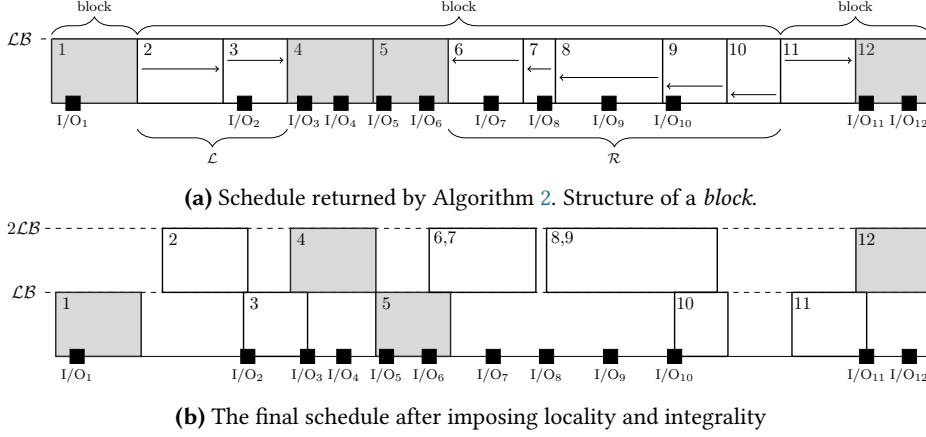 block block block
ℒℬ 1 2 3 4 5 6 7 8 9 10 11 12
I/O1 I/O2 I/O3 I/O4 I/O5 I/O6 I/O7 I/O8 I/O9 I/O10 I/O11 I/O12
ℒ ℛ
(a) Schedule returned by Algorithm 2. Structure of a block.
2ℒℬ 2 4 6,7 8,9 12
ℒℬ 1 3 5 10 11
I/O1 I/O2 I/O3 I/O4 I/O5 I/O6 I/O7 I/O8 I/O9 I/O10 I/O11 I/O12
(b) The final schedule after imposing locality and integrality